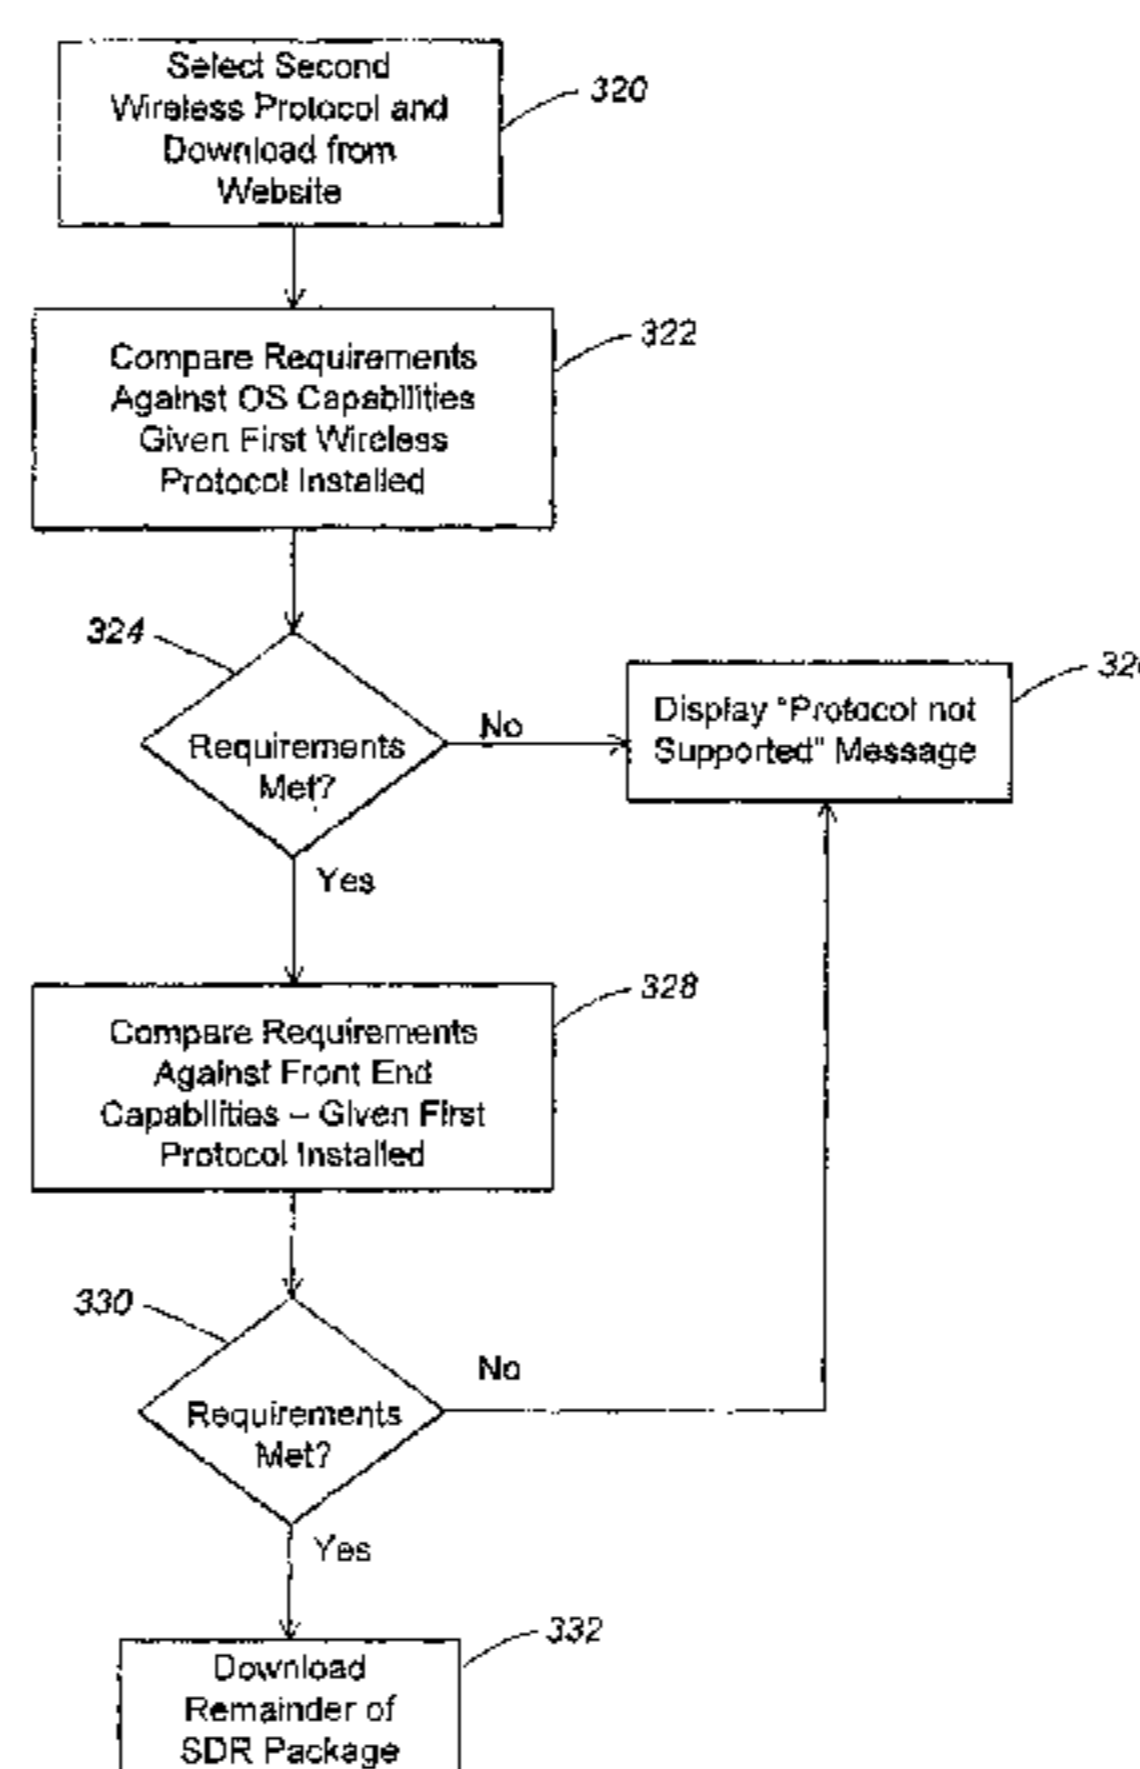 Select Second
Wireless Protocol and
Download from
Website
320
Compare Requirements
Against OS Capabilities
Given First Wireless
Protocol Installed
322
324
Requirements
Met?
No
Display "Protocol not
Supported" Message
Yes
Compare Requirements
Against Front End
Capabilities – Given First
Protocol Installed
328
330
Requirements
Met?
No
Yes
Download
Remainder of
SDR Package
332